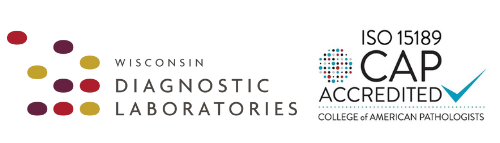 WISCONSIN
DIAGNOSTIC
LABORATORIES
ISO 15189
CAP
ACCREDITED
COLLEGE of AMERICAN PATHOLOGISTS